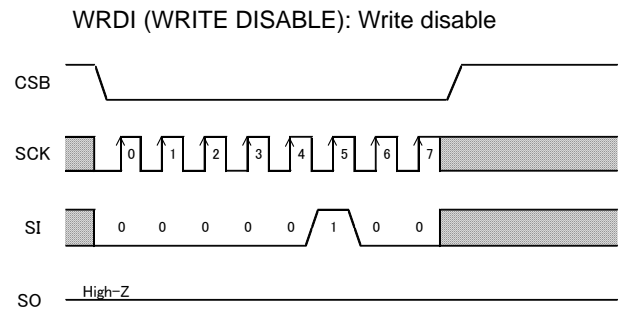 WRDI (WRITE DISABLE): Write disable
CSB
SCK 0 1 2 3 4 5 6 7
SI 0 0 0 0 0 1 0 0
SO High-Z